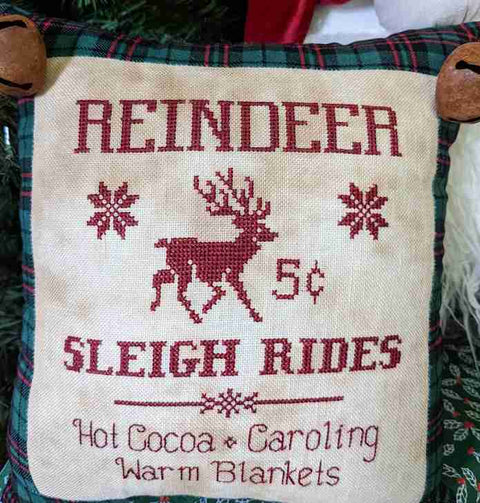 REINDEER
5¢
SLEIGH RIDES
Hot Cocoa • Caroling
Warm Blankets